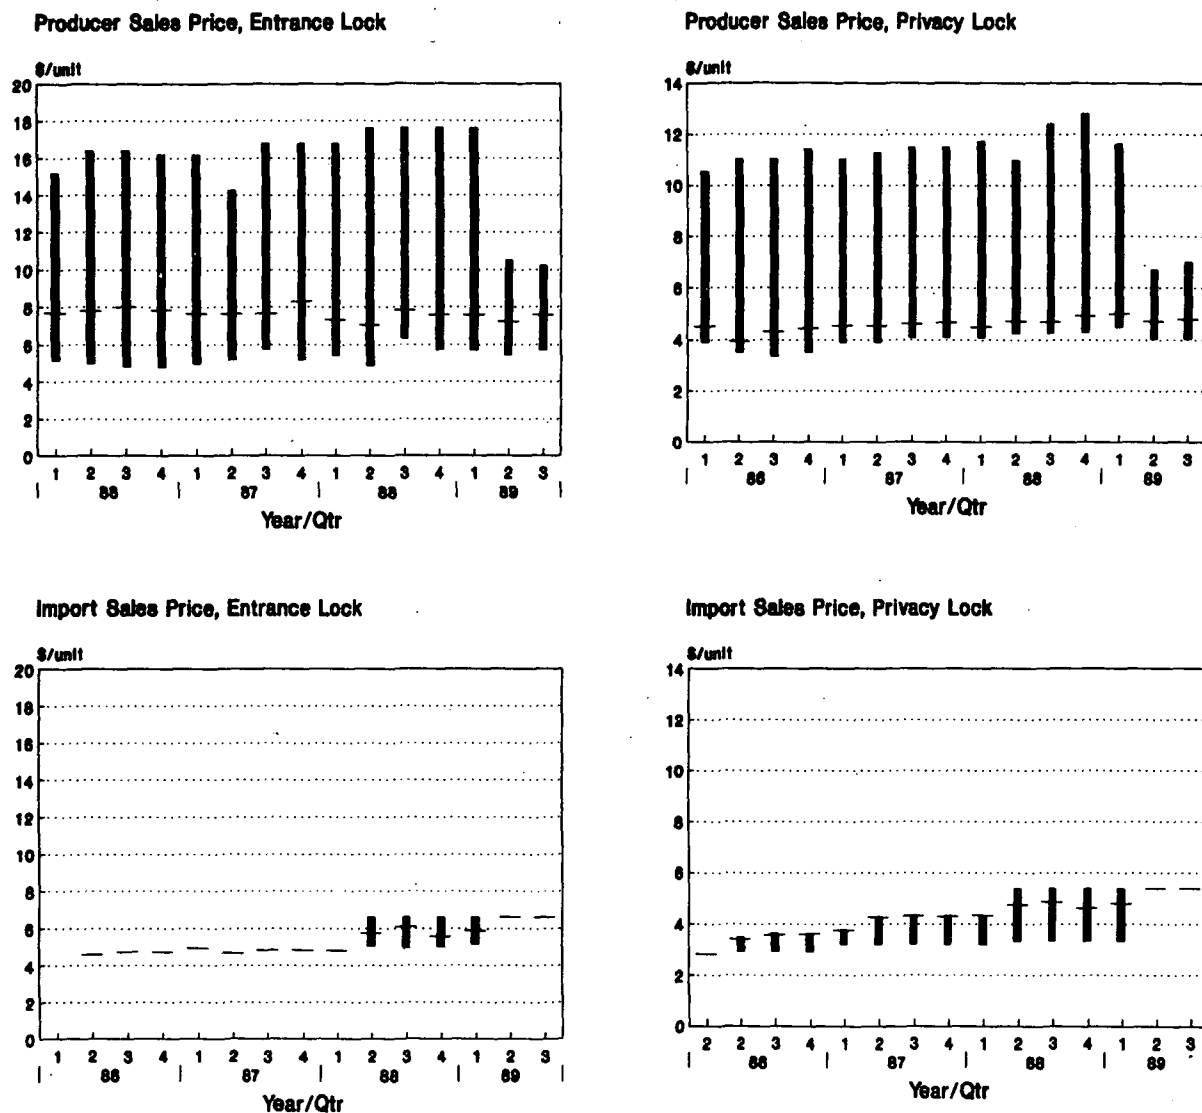 Producer Sales Price, Entrance Lock
$/unit
20
18
16
14
12
10
8
6
4
2
0
1 2 3 4 1 2 3 4 1 2 3 4 1 2 3
| 86 | 87 | 88 | 89 |
Year/Qtr
Producer Sales Price, Privacy Lock
$/unit
14
12
10
8
6
4
2
0
1 2 3 4 1 2 3 4 1 2 3 4 1 2 3
| 86 | 87 | 88 | 89
Year/Qtr
Import Sales Price, Entrance Lock
$/unit
20
18
16
14
12
10
8
6
4
2
0
1 2 3 4 1 2 3 4 1 2 3 4 1 2 3
| 86 | 87 | 88 | 89 |
Year/Qtr
Import Sales Price, Privacy Lock
$/unit
14
12
10
8
6
4
2
0
2 2 3 4 1 2 3 4 1 2 3 4 1 2 3
| 86 | 87 | 88 | 89
Year/Qtr